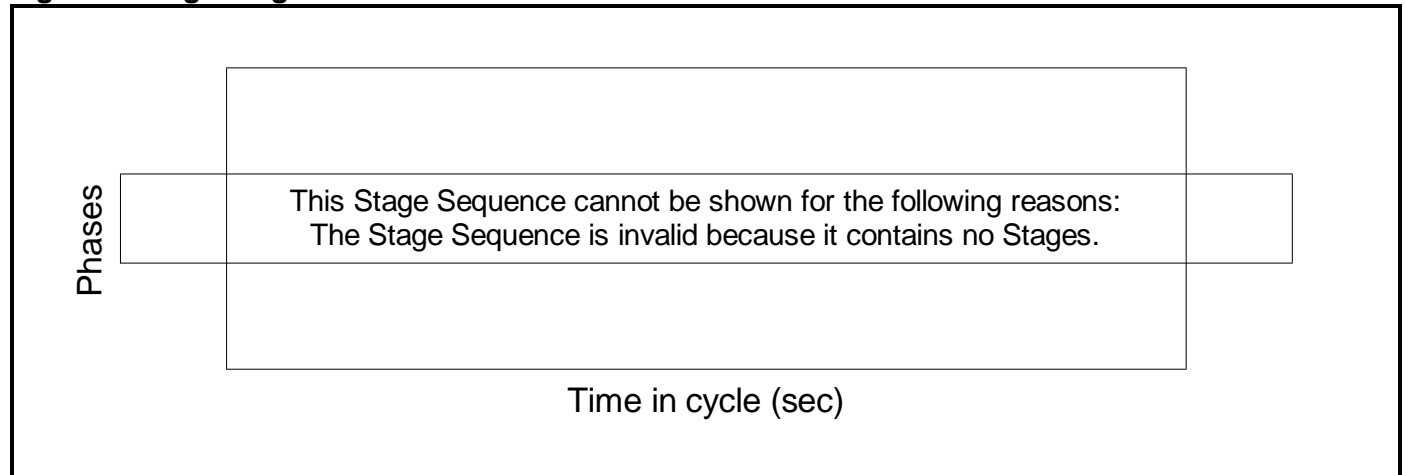 Phases
This Stage Sequence cannot be shown for the following reasons:
The Stage Sequence is invalid because it contains no Stages.
Time in cycle (sec)